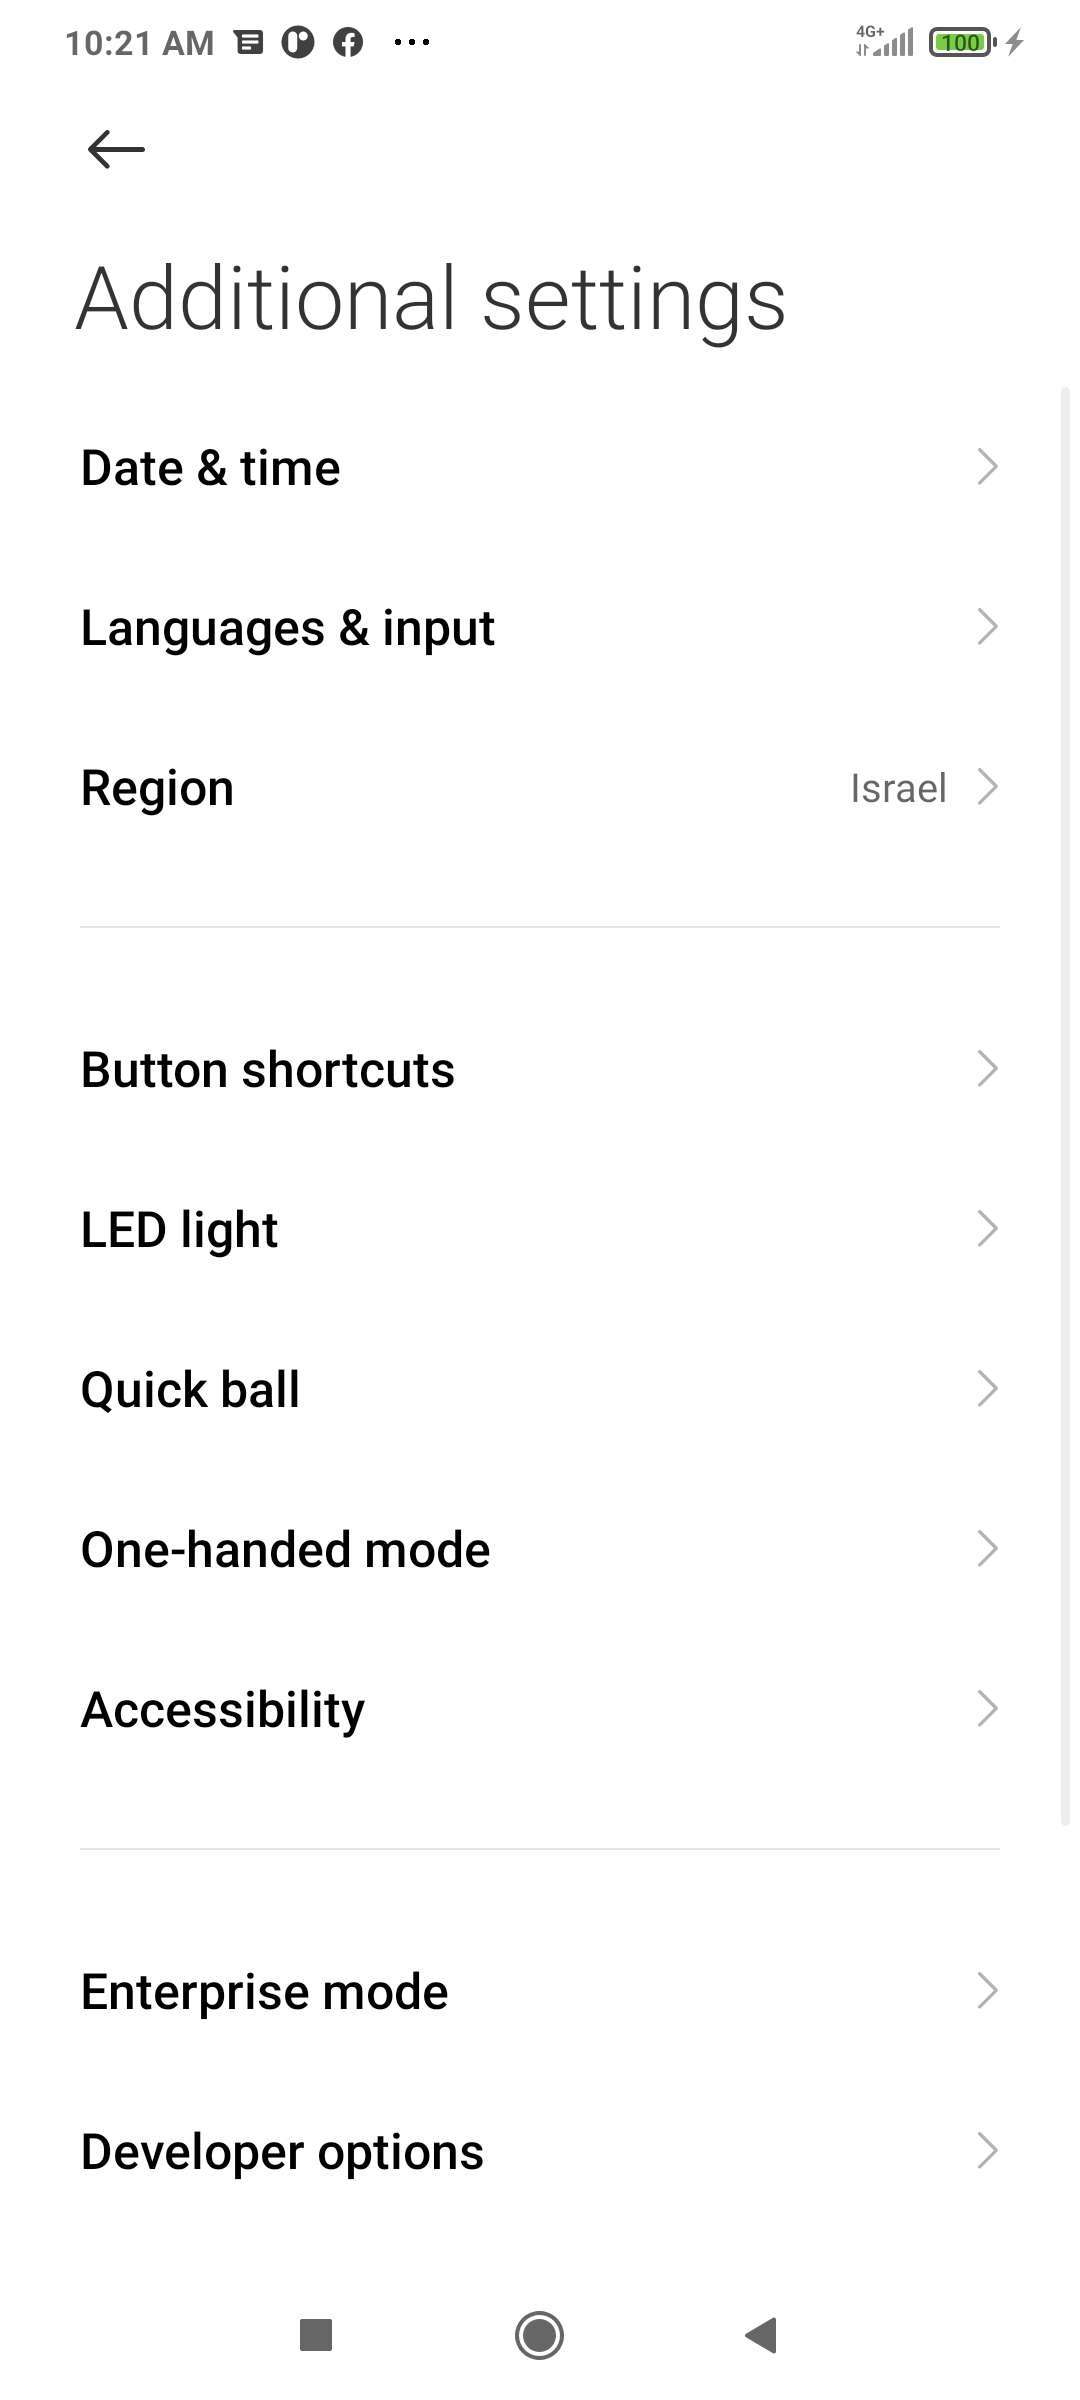 10:21 AM
4G+
100
Additional settings
Date & time
Languages & input
Region
Israel
Button shortcuts
LED light
Quick ball
One-handed mode
Accessibility
Enterprise mode
Developer options